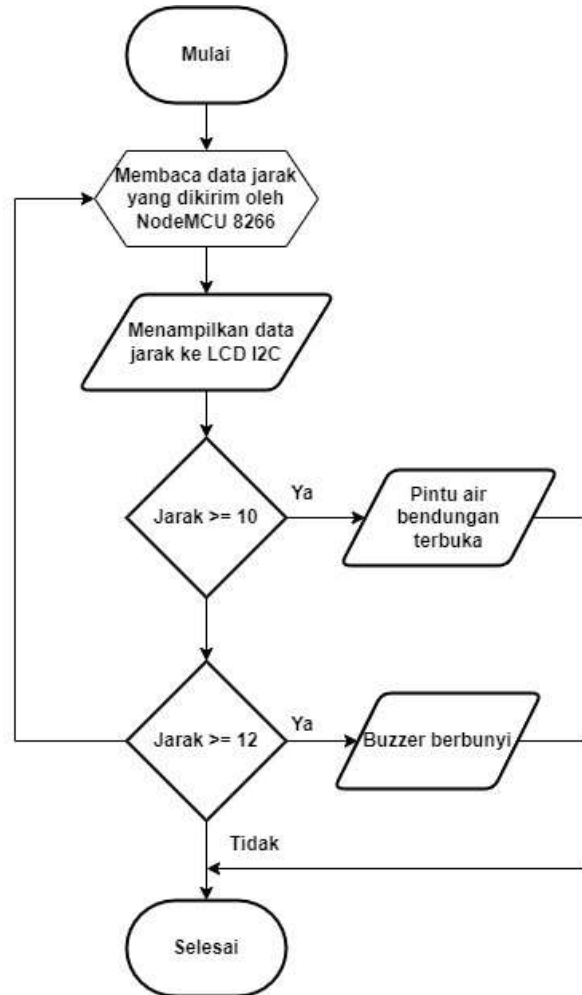 Mulai
Membaca data jarak
yang dikirim oleh
NodeMCU 8266
Menampilkan data
jarak ke LCD I2C
Jarak >= 10
Ya
Pintu air
bendungan
terbuka
Jarak >= 12
Ya
Buzzer berbunyi
Tidak
Selesai